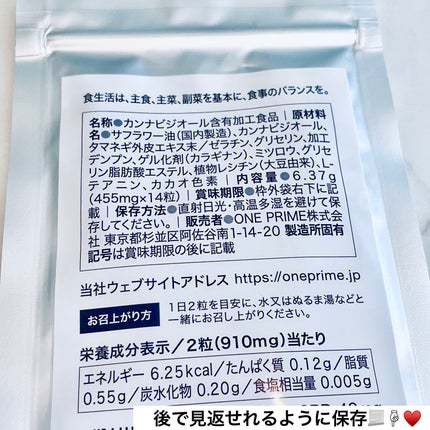 食生活は、主食、主菜、副菜を基本に、食事のバランスを。
名称●カンナビジオール含有加工食品 | 原材料
名●サフラワー油(国内製造)、カンナビジオール、
タマネギ外皮エキス末/ゼラチン、グリセリン、加工
デンプン、ゲル化剤(カラギナン)、ミツロウ、グリセ
リン脂肪酸エステル、植物レシチン(大豆由来)、L-
テアニン、カカオ色素 | 内容量●6.37g
(455mg×14粒) | 賞味期限●枠外袋右下に記
載 | 保存方法●直射日光・高温多湿を避けて保
存してください。 | 販売者●ONE PRIME株式会
社 東京都杉並区阿佐谷南1-14-20 製造所固有
記号は賞味期限の後に記載
当社ウェブサイトアドレス https://oneprime.jp
お召上がり方
1日2粒を目安に、水又はぬるま湯などと
一緒にお召し上がりください。
栄養成分表示/2粒(910mg)当たり
エネルギー 6.25kcal/たんぱく質 0.12g/脂質
0.55g/炭水化物 0.20g/食塩相当量 0.005g
後で見返せれるように保存